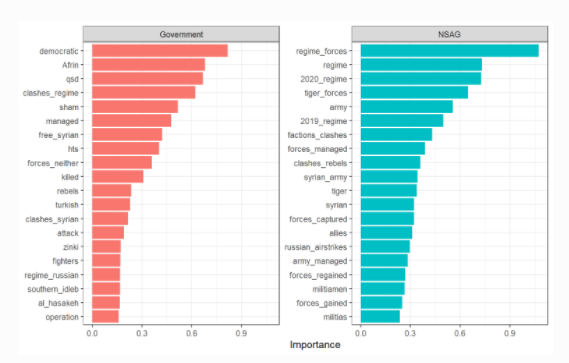 Government
democratic
Afrin
qsd
clashes_regime
sham
managed
free_syrian
hts
forces_neither
killed
rebels
turkish
clashes_syrian
attack
zinki
fighters
regime_russian
southern_idleb
al_hasakeh
operation
0.0 0.3 0.6 0.9
NSAG
regime_forces
regime
2020_regime
tiger_forces
army
2019_regime
factions_clashes
forces_managed
clashes_rebels
syrian_army
tiger
syrian
forces_captured
allies
russian_airstrikes
army_managed
forces_regained
militiamen
forces_gained
militias
0.0 0.3 0.6 0.9
Importance